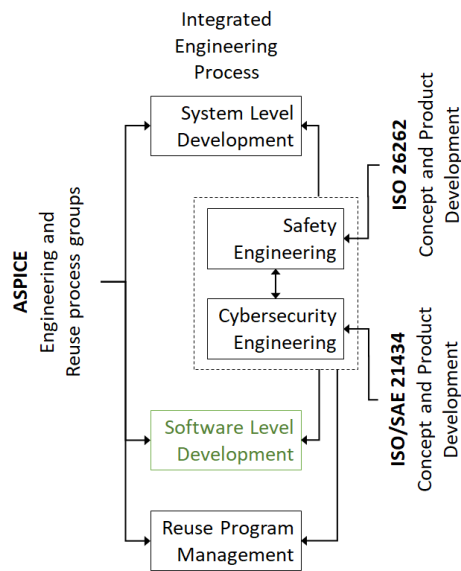 Integrated
Engineering
Process
System Level
Development
ISO 26262
Concept and Product
Development
Safety
Engineering
ASPICE
Engineering and
Reuse process groups
Cybersecurity
Engineering
ISO/SAE 21434
Concept and Product
Development
Software Level
Development
Reuse Program
Management